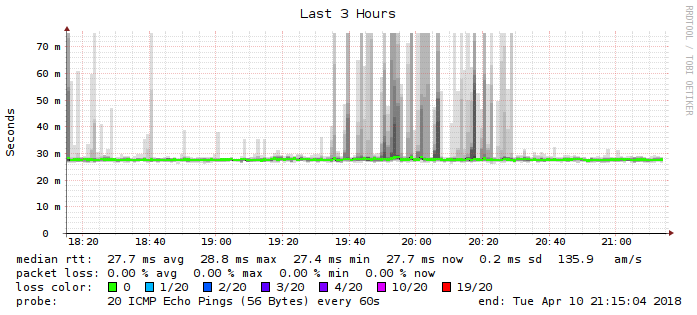 Last 3 Hours
RRDTOOL / TOBI OETIKER
Seconds
70 m
60 m
50 m
40 m
30 m
20 m
10 m
0
18:20 18:40 19:00 19:20 19:40 20:00 20:20 20:40 21:00
median rtt: 27.7 ms avg 28.8 ms max 27.4 ms min 27.7 ms now 0.2 ms sd 135.9 am/s
packet loss: 0.00 % avg 0.00 % max 0.00 % min 0.00 % now
loss color: 0 1/20 2/20 3/20 4/20 10/20 19/20
probe: 20 ICMP Echo Pings (56 Bytes) every 60s end: Tue Apr 10 21:15:04 2018